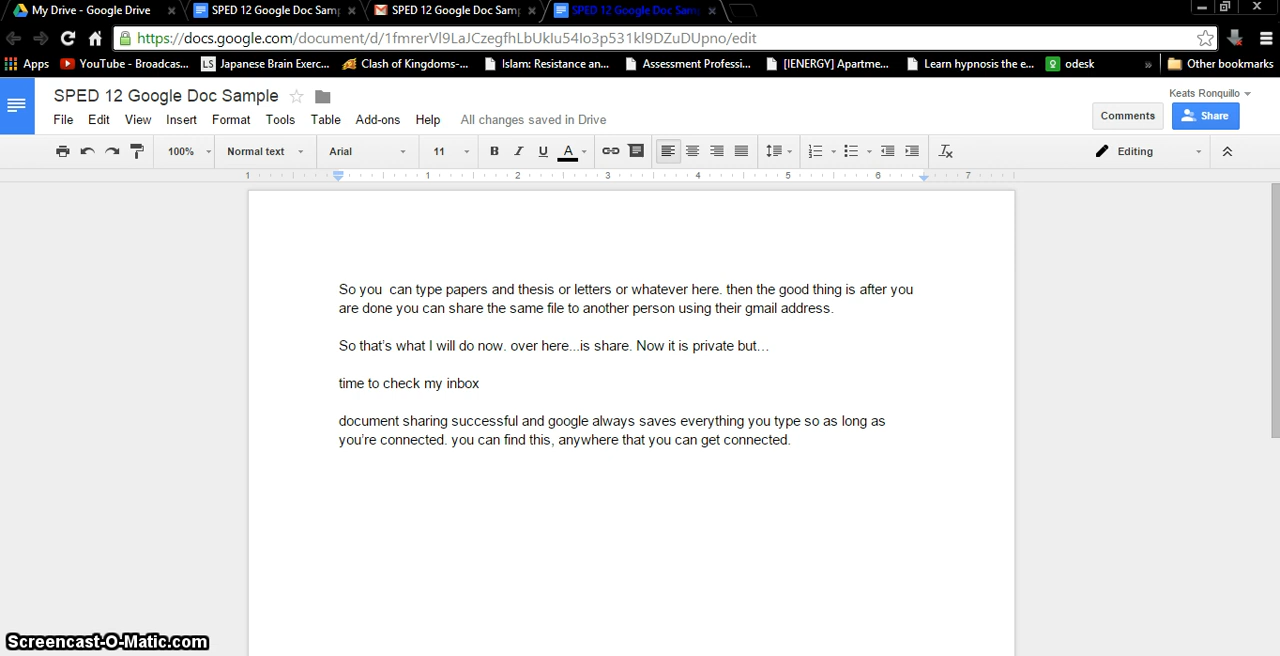 My Drive - Google Drive
SPED 12 Google Doc Samp
SPED 12 Google Doc Samp
SPED 12 Google Doc Sam
https://docs.google.com/document/d/1fmrerVl9LaJCzegfhLbUkIu54Io3p531kl9DZuDUpno/edit
Apps YouTube - Broadcas... Japanese Brain Exerc... Clash of Kingdoms-... Islam: Resistance an... Assessment Professi... [IENERGY] Apartme... Learn hypnosis the e... odesk » Other bookmarks
SPED 12 Google Doc Sample
Keats Ronquillo
File Edit View Insert Format Tools Table Add-ons Help All changes saved in Drive
Comments Share
100% Normal text Arial 11 B I U A Editing
1 1 2 3 4 5 6 7
So you  can type papers and thesis or letters or whatever here. then the good thing is after you
are done you can share the same file to another person using their gmail address.
So that's what I will do now. over here...is share. Now it is private but…
time to check my inbox
document sharing successful and google always saves everything you type so as long as
you're connected. you can find this, anywhere that you can get connected.
Screencast-O-Matic.com